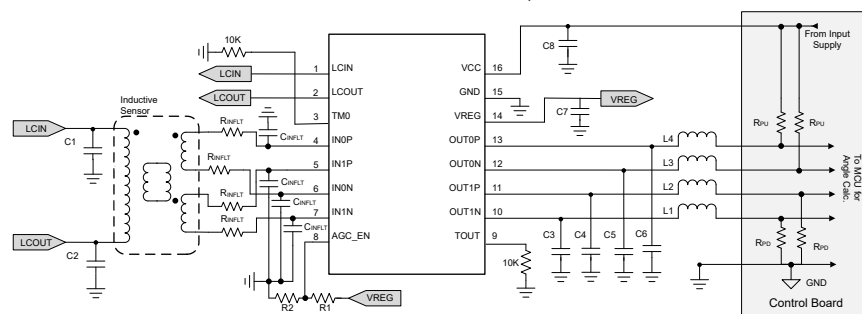 10K
LCIN
LCOUT
Inductive
Sensor
LCIN
C1
LCOUT
C2
RINFLT
CINFLT
RINFLT
RINFLT
CINFLT
CINFLT
RINFLT
CINFLT
R2
R1
VREG
1 LCIN
2 LCOUT
3 TM0
4 IN0P
5 IN1P
6 IN0N
7 IN1N
8 AGC_EN
VCC 16
GND 15
VREG 14
OUT0P 13
OUT0N 12
OUT1P 11
OUT1N 10
TOUT 9
C8
C7
VREG
L4
L3
L2
L1
C3
C4
C5
C6
10K
From Input
Supply
RPU
RPU
To MCU for
Angle Calc.
RPD
RPD
GND
Control Board